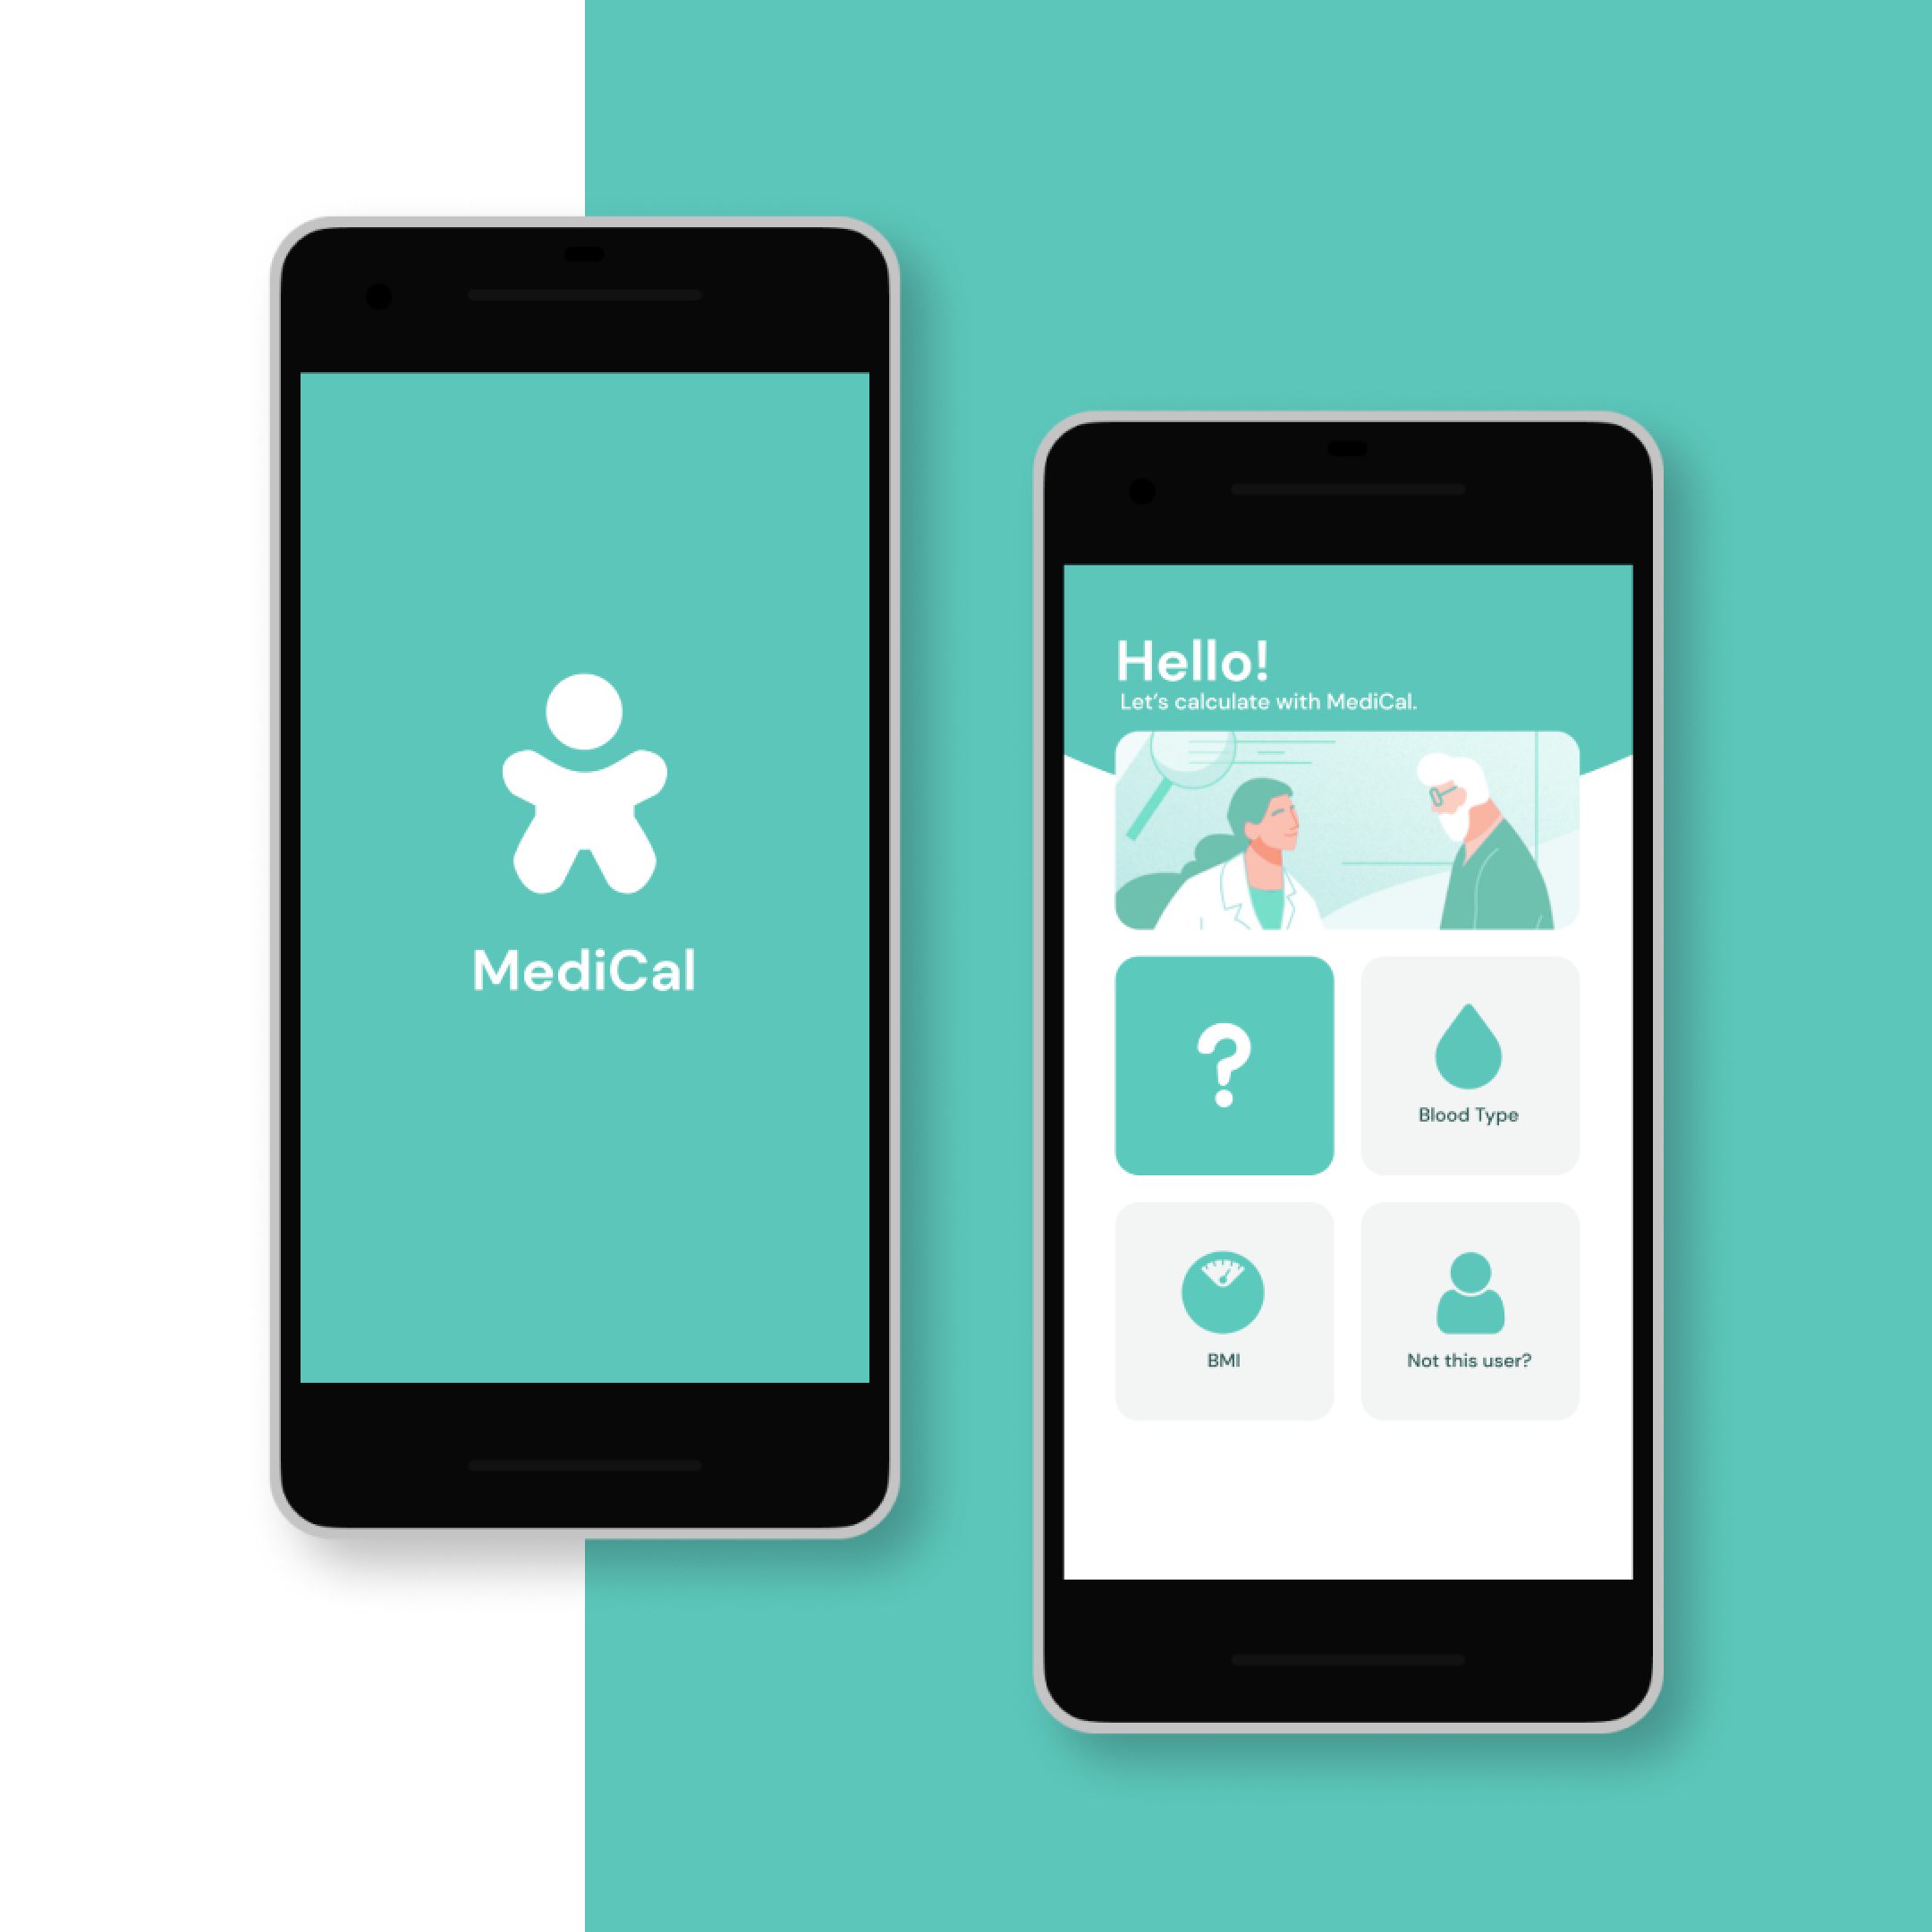 MediCal
Hello!
Let's calculate with MediCal.
?
Blood Type
BMI
Not this user?